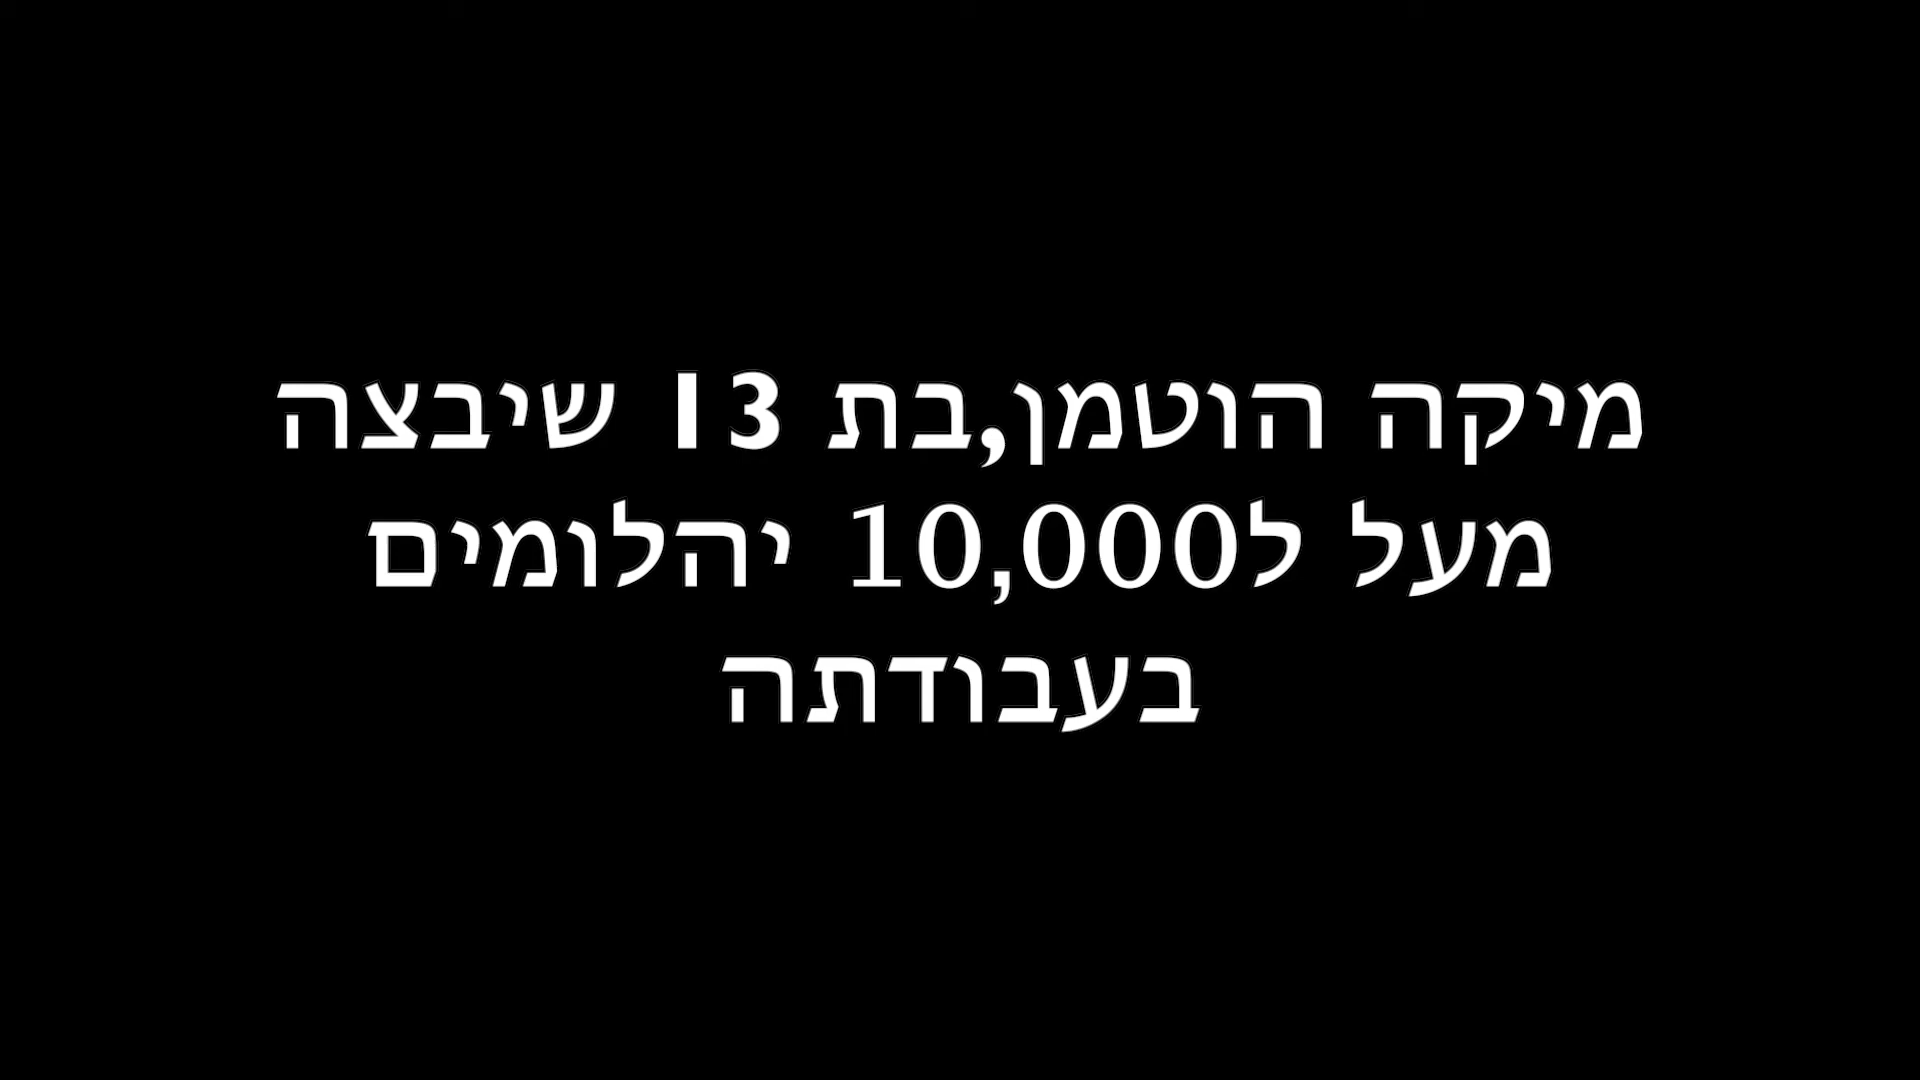 מיקה הוטמן,בת 13 שיבצה
מעל ל10,000 יהלומים
בעבודתה